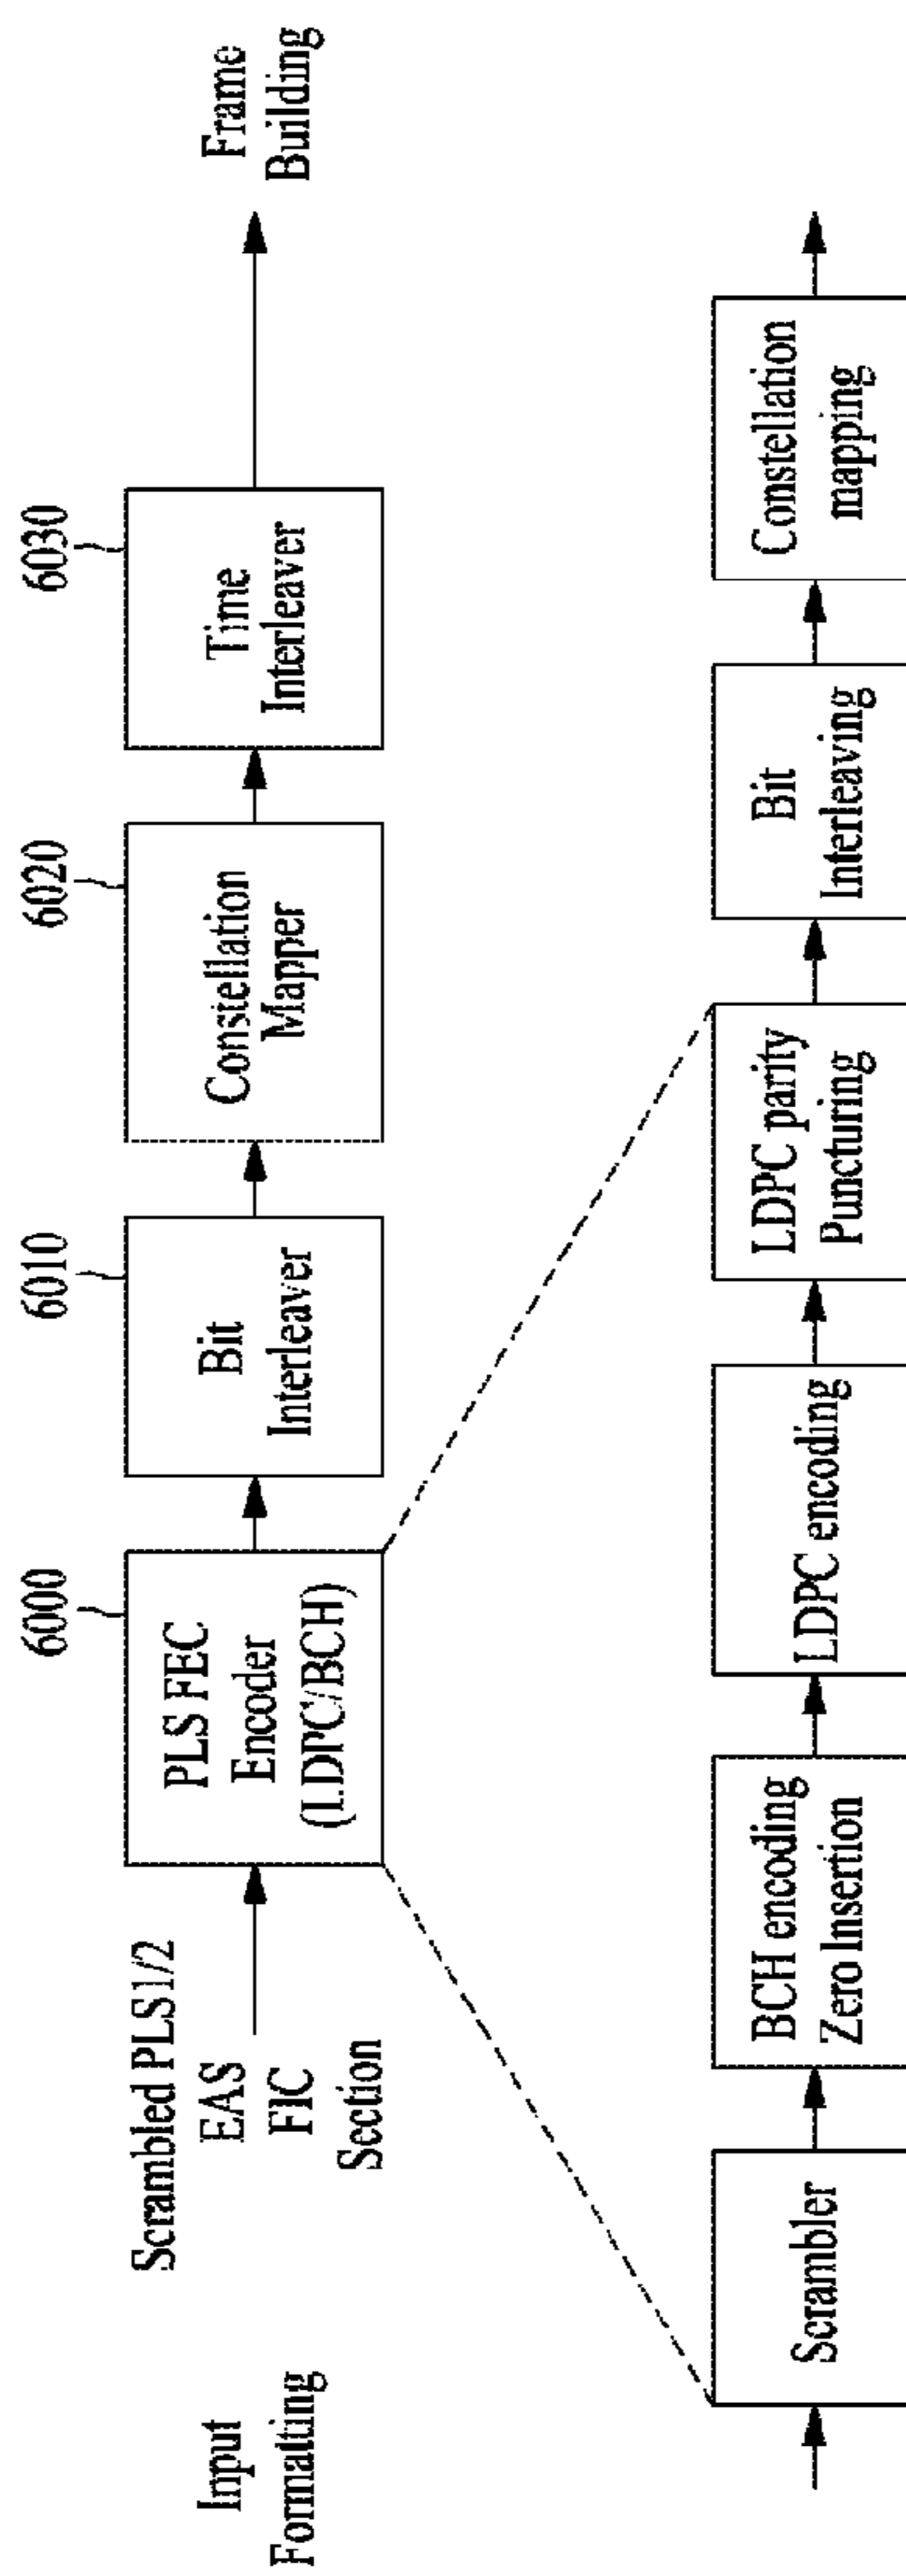 Input
Formatting
Scrambled PLS1/2
EAS
FIC
Section
6000
PLS FEC
Encoder
(LDPC/BCH)
6010
Bit
Interleaver
6020
Constellation
Mapper
6030
Time
Interleaver
Frame
Building
Scrambler
BCH encoding
Zero Insertion
LDPC encoding
LDPC parity
Puncturing
Bit
Interleaving
Constellation
mapping